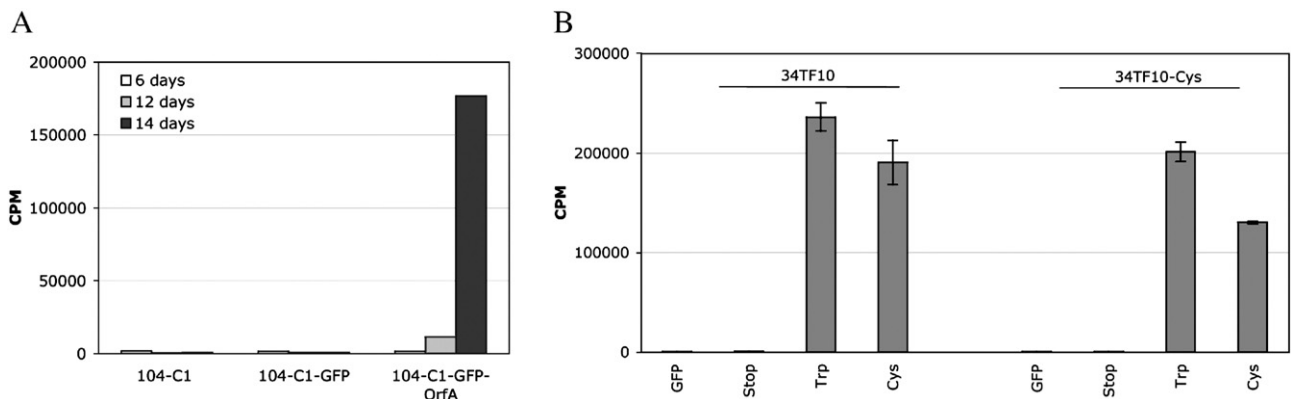 A
200000
150000
100000
50000
0
CPM
6 days
12 days
14 days
104-C1
104-C1-GFP
104-C1-GFP-
OrfA
B
300000
200000
100000
0
CPM
34TF10
34TF10-Cys
GFP
Stop
Trp
Cys
GFP
Stop
Trp
Cys